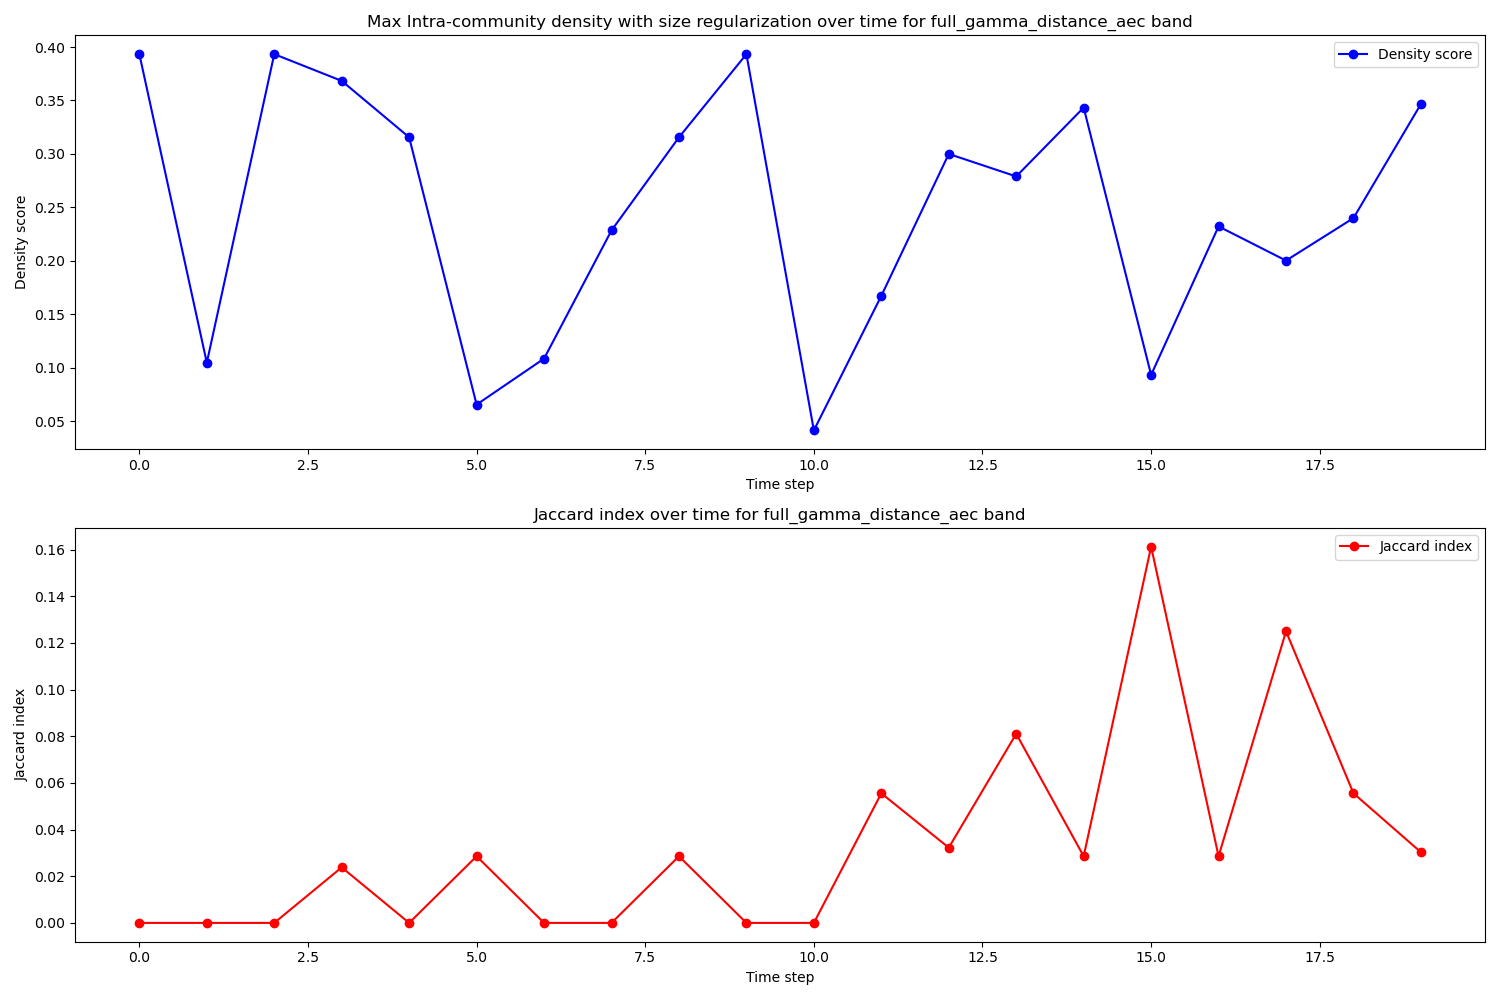 Max Intra-community density with size regularization over time for full_gamma_distance_aec band
Density score
0.40
0.35
0.30
0.25
0.20
0.15
0.10
0.05
Density score
0.0 2.5 5.0 7.5 10.0 12.5 15.0 17.5
Time step
Jaccard index over time for full_gamma_distance_aec band
Jaccard index
0.16
0.14
0.12
0.10
0.08
0.06
0.04
0.02
0.00
Jaccard index
0.0 2.5 5.0 7.5 10.0 12.5 15.0 17.5
Time step